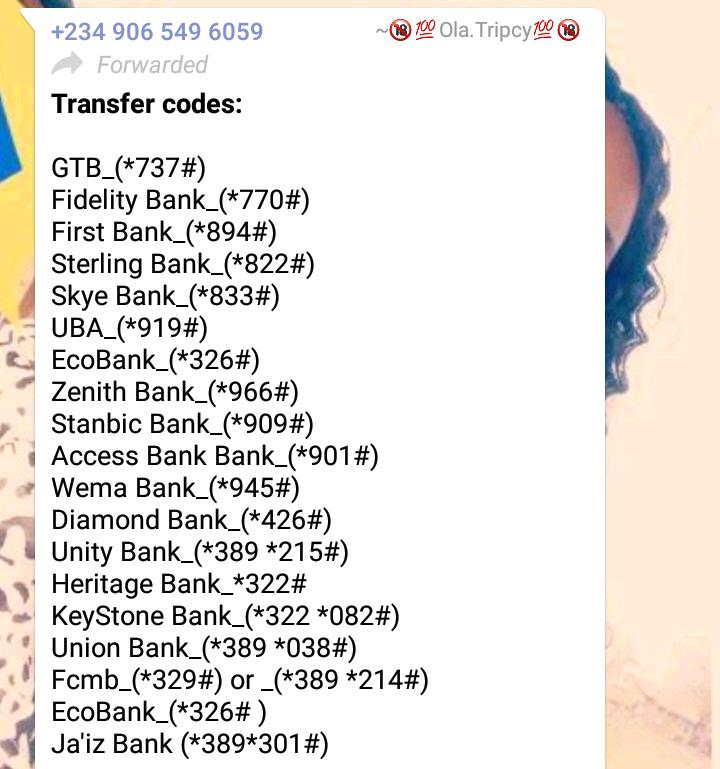 +234 906 549 6059 ~🔞💯Ola.Tripcy💯🔞
Forwarded
Transfer codes:
GTB_(*737#)
Fidelity Bank_(*770#)
First Bank_(*894#)
Sterling Bank_(*822#)
Skye Bank_(*833#)
UBA_(*919#)
EcoBank_(*326#)
Zenith Bank_(*966#)
Stanbic Bank_(*909#)
Access Bank Bank_(*901#)
Wema Bank_(*945#)
Diamond Bank_(*426#)
Unity Bank_(*389 *215#)
Heritage Bank_*322#
KeyStone Bank_(*322 *082#)
Union Bank_(*389 *038#)
Fcmb_(*329#) or _(*389 *214#)
EcoBank_(*326# )
Ja'iz Bank (*389*301#)